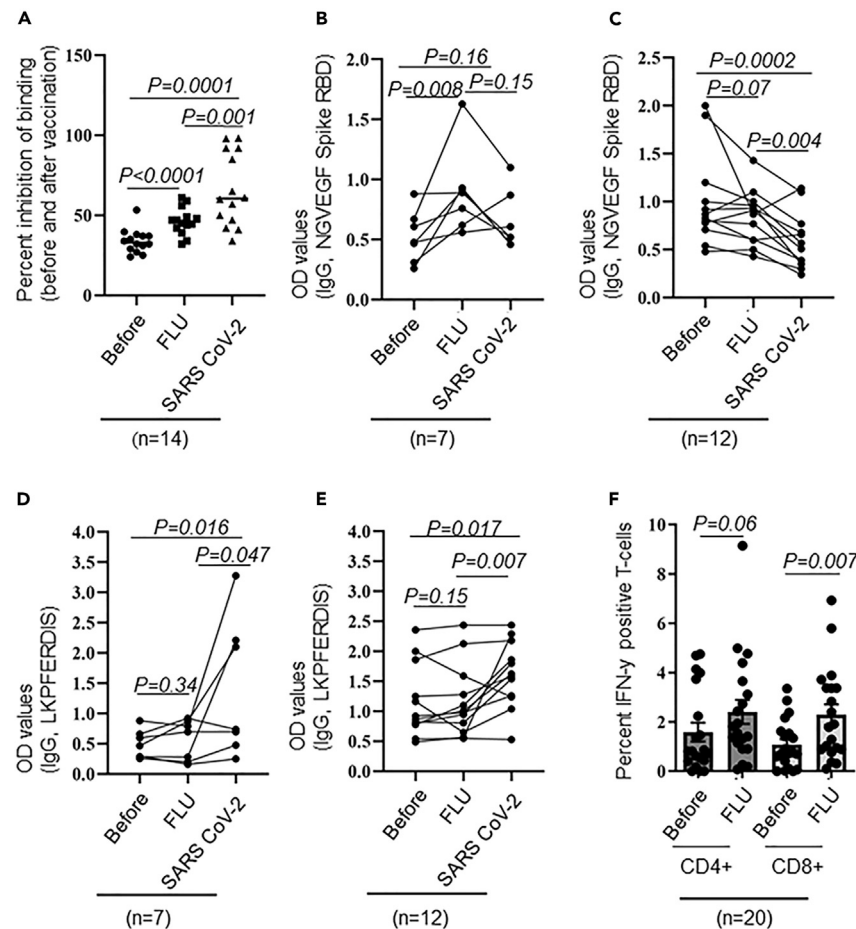 A
Percent inhibition of binding
(before and after vaccination)
150
100
50
0
P=0.0001
P=0.001
P<0.0001
Before
FLU
SARS CoV-2
(n=14)
B
OD values
(IgG, NGVEGF Spike RBD)
2.0
1.5
1.0
0.5
0.0
P=0.16
P=0.008
P=0.15
Before
FLU
SARS CoV-2
(n=7)
C
OD values
(IgG, NGVEGF Spike RBD)
2.5
2.0
1.5
1.0
0.5
0.0
P=0.0002
P=0.07
P=0.004
Before
FLU
SARS CoV-2
(n=12)
D
OD values
(IgG, LKPFERDIS)
4.0
3.5
3.0
2.5
2.0
1.5
1.0
0.5
0.0
P=0.016
P=0.047
P=0.34
Before
FLU
SARS CoV-2
(n=7)
E
OD values
(IgG, LKPFERDIS)
4.0
3.5
3.0
2.5
2.0
1.5
1.0
0.5
0.0
P=0.017
P=0.007
P=0.15
Before
FLU
SARS CoV-2
(n=12)
F
Percent IFN-y positive T-cells
10
8
6
4
2
0
P=0.06
P=0.007
Before
FLU
Before
FLU
CD4+
CD8+
(n=20)